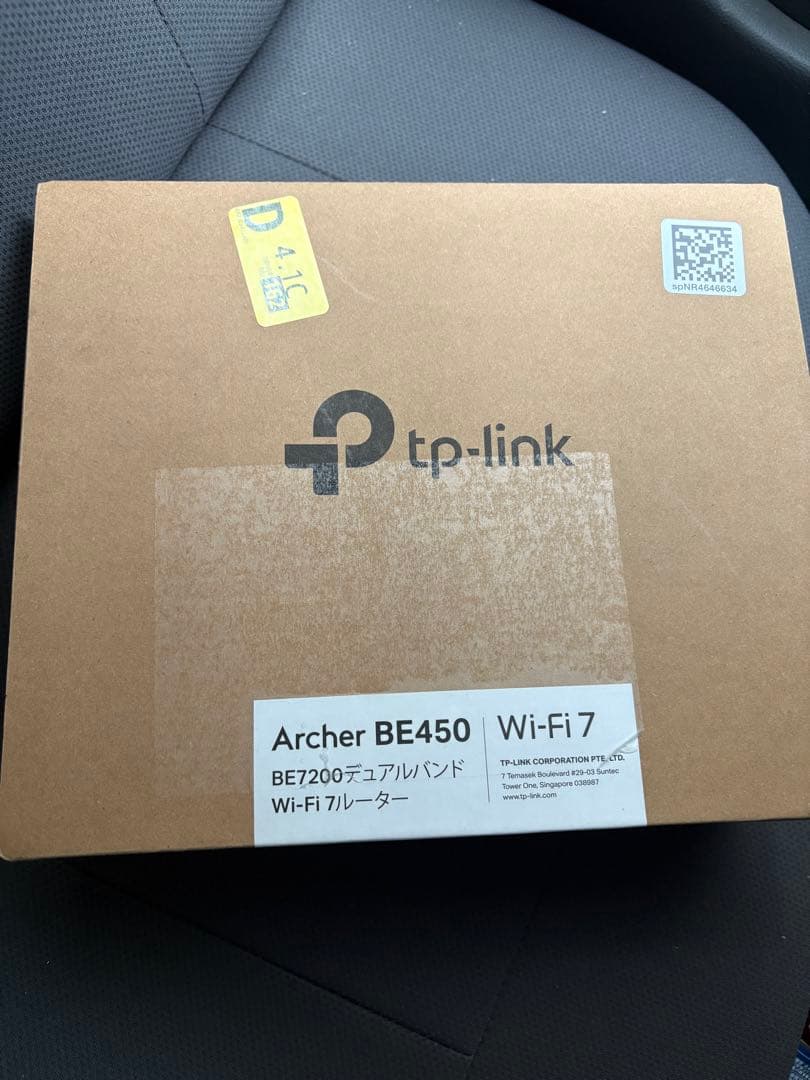 D 4.1C
spNR4646634
tp-link
Archer BE450
BE7200デュアルバンド
Wi-Fi 7ルーター
Wi-Fi 7
TP-LINK CORPORATION PTE. LTD.
7 Temasek Boulevard #29-03 Suntec
Tower One, Singapore 038987
www.tp-link.com